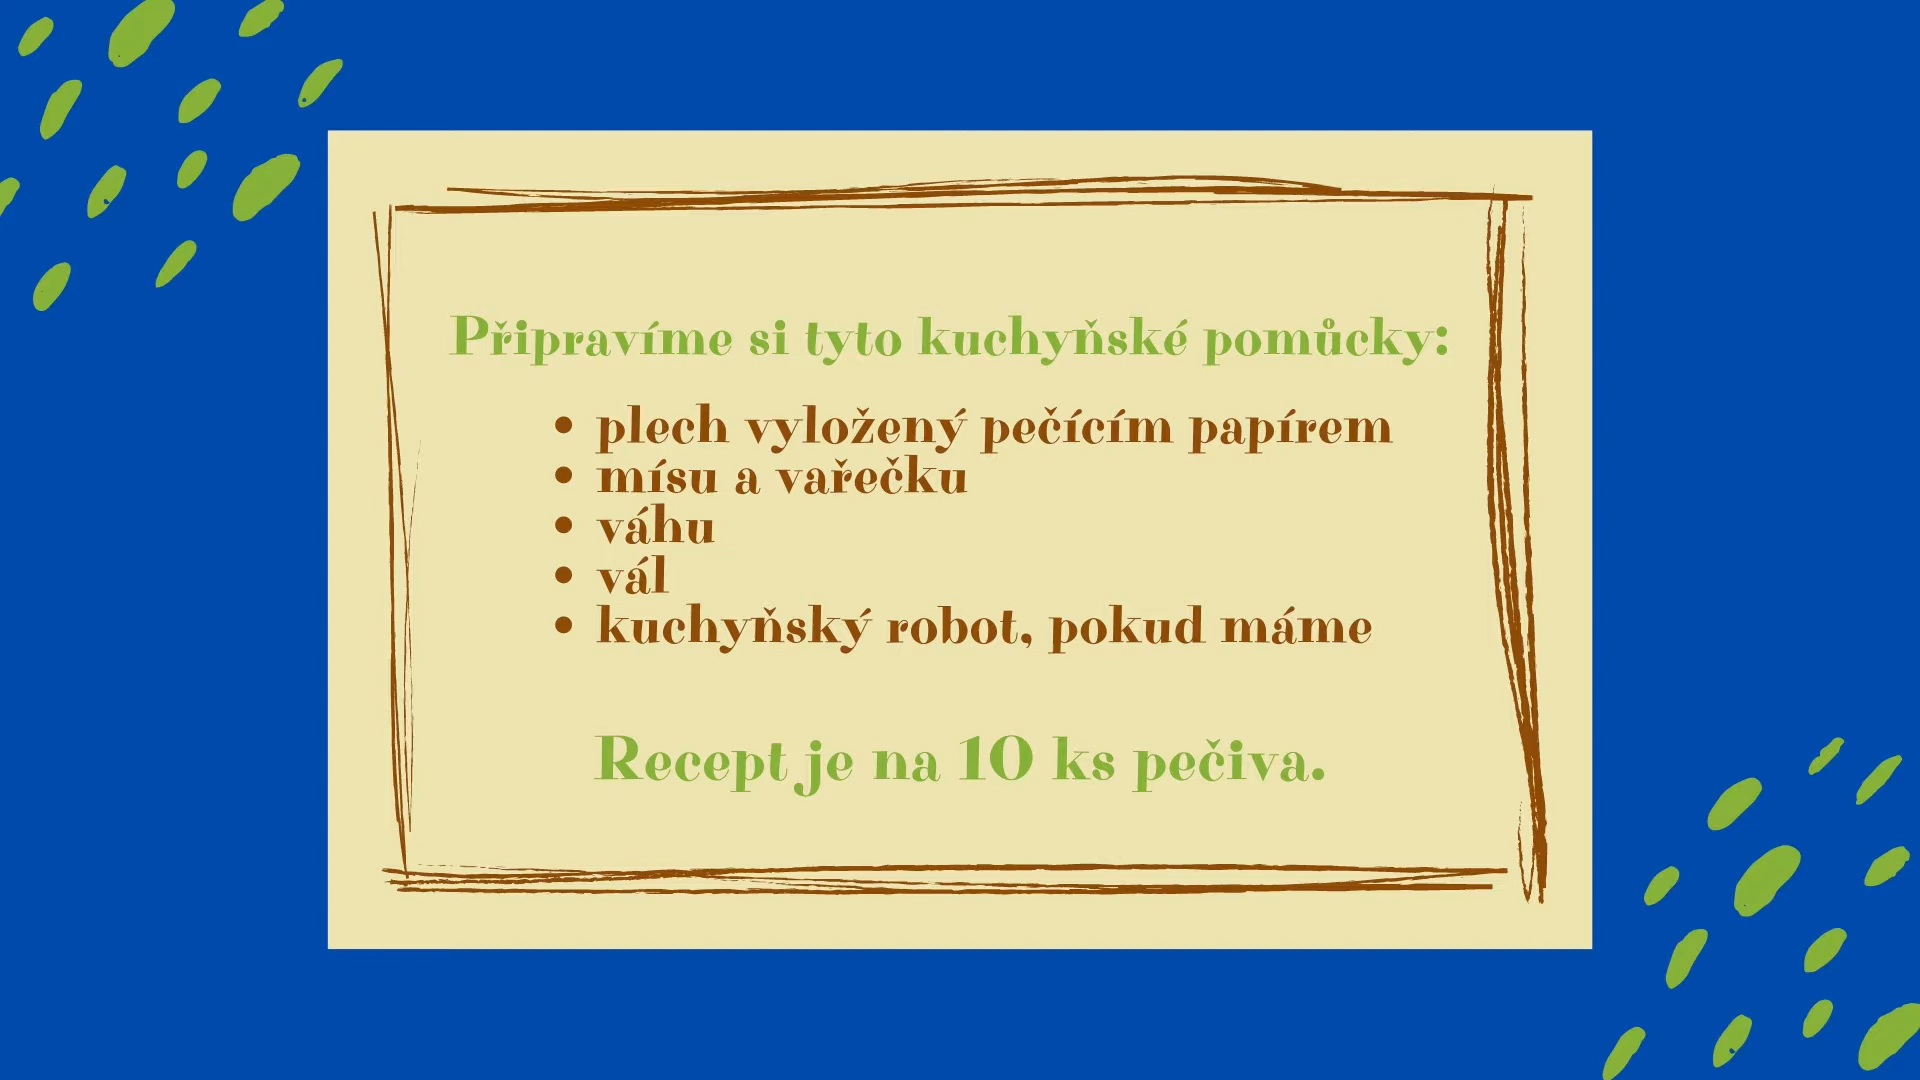 Připravíme si tyto kuchyňské pomůcky:
• plech vyložený pečícím papírem
• mísu a vařečku
• váhu
• vál
• kuchyňský robot, pokud máme
Recept je na 10 ks pečiva.